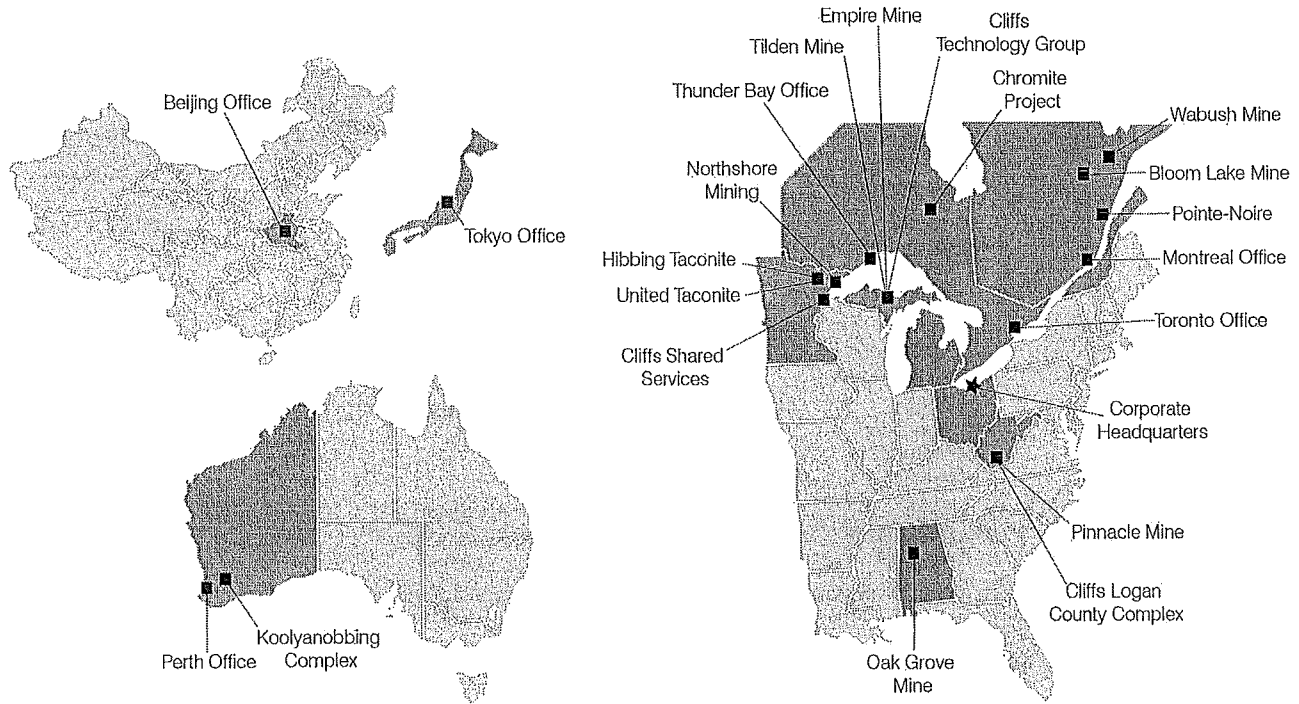 Beijing Office
Tokyo Office
Perth Office
Koolyanobbing
Complex
Empire Mine
Cliffs
Technology Group
Tilden Mine
Chromite
Project
Thunder Bay Office
Wabush Mine
Northshore
Mining
Bloom Lake Mine
Pointe-Noire
Hibbing Taconite
Montreal Office
United Taconite
Toronto Office
Cliffs Shared
Services
Corporate
Headquarters
Pinnacle Mine
Cliffs Logan
County Complex
Oak Grove
Mine